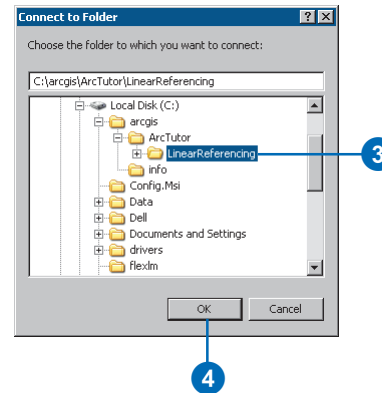 Connect to Folder
Choose the folder to which you want to connect:
C:\arcgis\ArcTutor\LinearReferencing
Local Disk (C:)
arcgis
ArcTutor
LinearReferencing
3
info
Config.Msi
Data
Dell
Documents and Settings
drivers
flexlm
OK Cancel
4